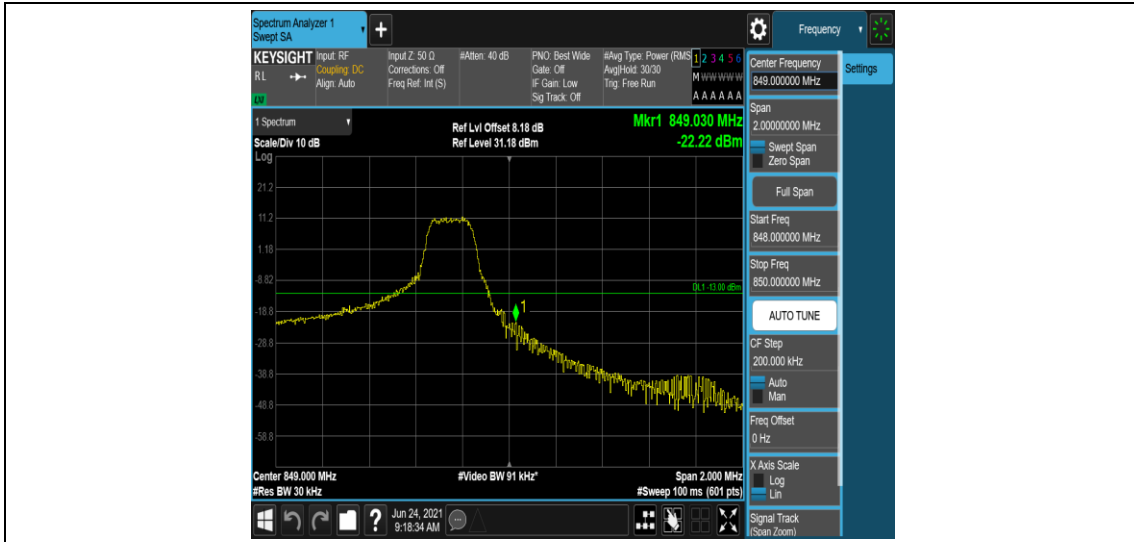 Spectrum Analyzer 1
Swept SA
+
Frequency
KEYSIGHT
RL
Input: RF
Coupling: DC
Align: Auto
Input Z: 50 Ω
Corrections: Off
Freq Ref: Int (S)
#Atten: 40 dB
PNO: Best Wide
Gate: Off
IF Gain: Low
Sig Track: Off
#Avg Type: Power (RMS
Avg|Hold: 30/30
Trig: Free Run
1 2 3 4 5 6
M W W W W W
A A A A A A
1 Spectrum
Scale/Div 10 dB
Log
Ref Lvl Offset 8.18 dB
Ref Level 31.18 dBm
Mkr1 849.030 MHz
-22.22 dBm
21.2
11.2
1.18
-8.82
-18.8
-28.8
-38.8
-48.8
-58.8
DL1 -13.00 dBm
1
Center 849.000 MHz
#Res BW 30 kHz
#Video BW 91 kHz*
Span 2.000 MHz
#Sweep 100 ms (601 pts)
Jun 24, 2021
9:18:34 AM
Center Frequency
849.000000 MHz
Settings
Span
2.00000000 MHz
Swept Span
Zero Span
Full Span
Start Freq
848.000000 MHz
Stop Freq
850.000000 MHz
AUTO TUNE
CF Step
200.000 kHz
Auto
Man
Freq Offset
0 Hz
X Axis Scale
Log
Lin
Signal Track
(Span Zoom)